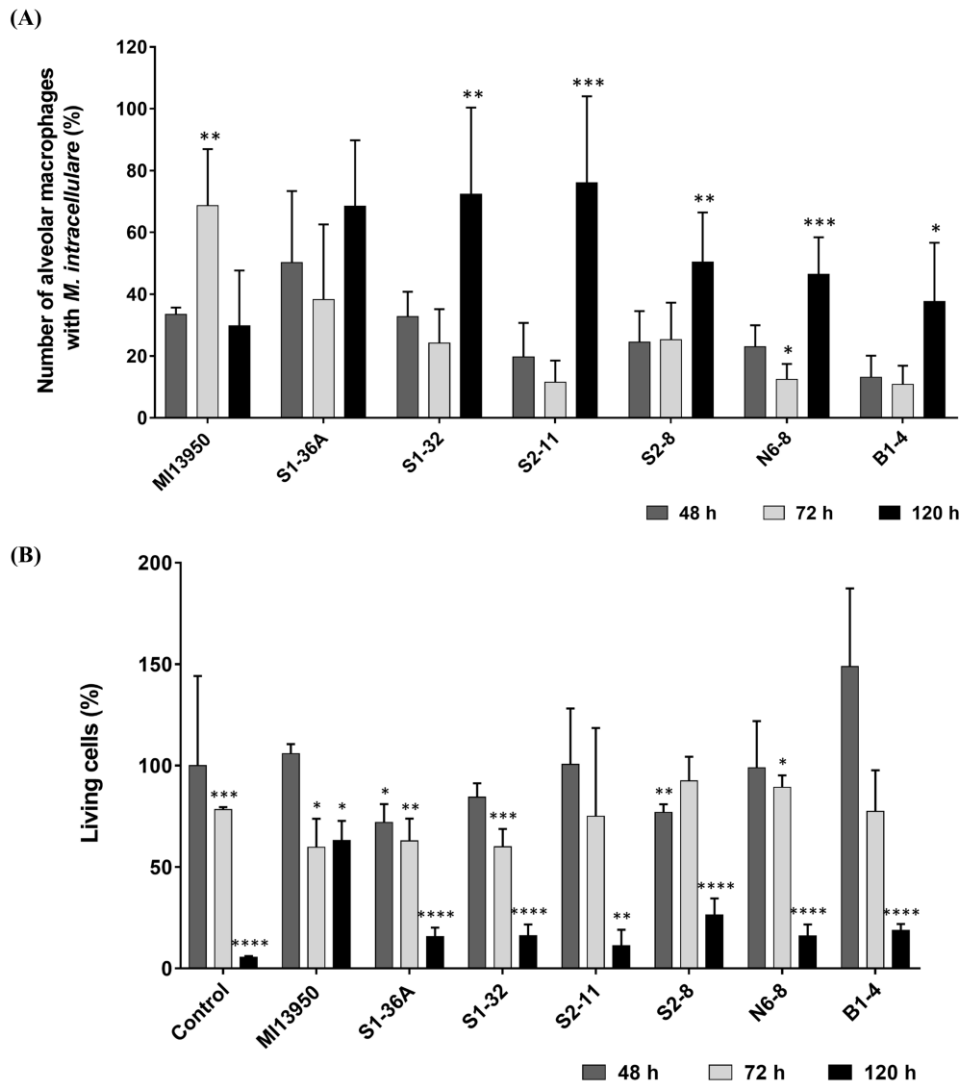 (A)
Number of alveolar macrophages
with M. intracellulare (%)
120
100
80
60
40
20
0
**
**
***
**
*
***
*
MI13950
S1-36A
S1-32
S2-11
S2-8
N6-8
B1-4
48 h 72 h 120 h
(B)
Living cells (%)
200
150
100
50
0
***
****
*
*
*
**
****
***
****
**
**
****
*
****
****
Control
MI13950
S1-36A
S1-32
S2-11
S2-8
N6-8
B1-4
48 h 72 h 120 h